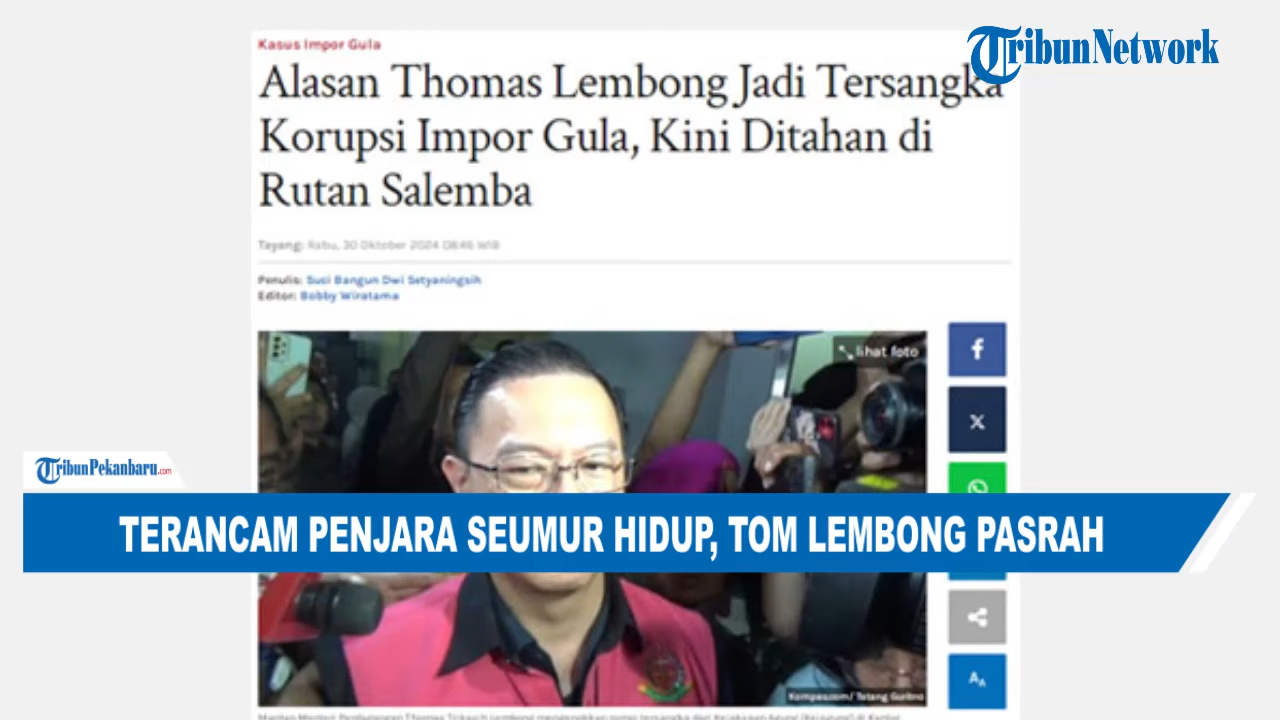 Kasus Impor Gula
TribunNetwork
Alasan Thomas Lembong Jadi Tersangka
Korupsi Impor Gula, Kini Ditahan di
Rutan Salemba
Tayang: Rabu, 30 Oktober 2024 08:46 WIB
Penulis: Suci Bangun Dwi Setyaningsih
Editor: Bobby Wiratama
lihat foto
TribunPekanbaru.com
TERANCAM PENJARA SEUMUR HIDUP, TOM LEMBONG PASRAH
AA
Kompas.com/ Tatang Guritno